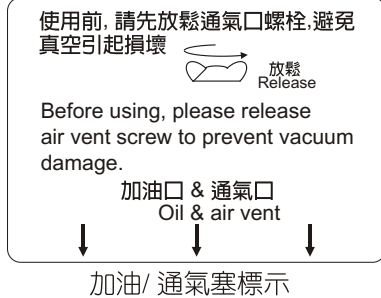 使用前, 請先放鬆通氣口螺栓,避免
真空引起損壞
放鬆
Release
Before using, please release
air vent screw to prevent vacuum
damage.
加油口 & 通氣口
Oil & air vent
加油/ 通氣塞標示